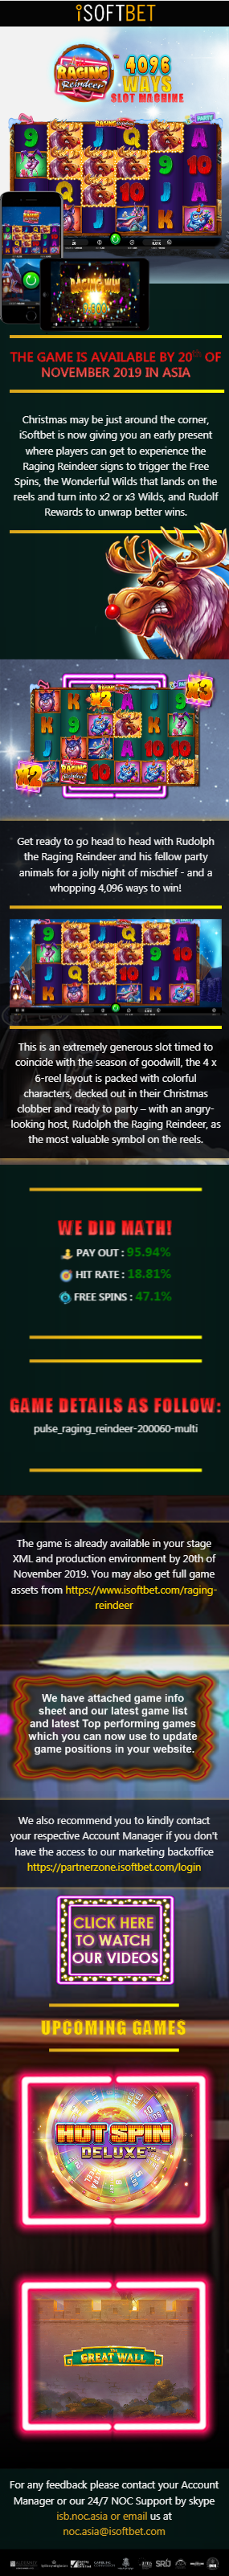 iSOFTBET
RAGING
Reindeer
4096
WAYS
SLOT MACHINE
RAGING WIN
THE GAME IS AVAILABLE BY 20th OF
NOVEMBER 2019 IN ASIA
Christmas may be just around the corner,
iSoftbet is now giving you an early present
where players can get to experience the
Raging Reindeer signs to trigger the Free
Spins, the Wonderful Wilds that lands on the
reels and turn into x2 or x3 Wilds, and Rudolf
Rewards to unwrap better wins.
X2
X3
X2
Get ready to go head to head with Rudolph
the Raging Reindeer and his fellow party
animals for a jolly night of mischief - and a
whopping 4,096 ways to win!
This is an extremely generous slot timed to
coincide with the season of goodwill, the 4 x
6-reel layout is packed with colorful
characters, decked out in their Christmas
clobber and ready to party – with an angry-
looking host, Rudolph the Raging Reindeer, as
the most valuable symbol on the reels.
WE DID MATH!
PAY OUT : 95.94%
HIT RATE : 18.81%
FREE SPINS : 47.1%
GAME DETAILS AS FOLLOW:
pulse_raging_reindeer-200060-multi
The game is already available in your stage
XML and production environment by 20th of
November 2019. You may also get full game
assets from https://www.isoftbet.com/raging-
reindeer
We have attached game info
sheet and our latest game list
and latest Top performing games
which you can now use to update
game positions in your website.
We also recommend you to kindly contact
your respective Account Manager if you don't
have the access to our marketing backoffice
https://partnerzone.isoftbet.com/login
CLICK HERE
TO WATCH
OUR VIDEOS
UPCOMING GAMES
HOT SPIN
DELUXE™
The
GREAT WALL
For any feedback please contact your Account
Manager or our 24/7 NOC Support by skype
isb.noc.asia or email us at
noc.asia@isoftbet.com